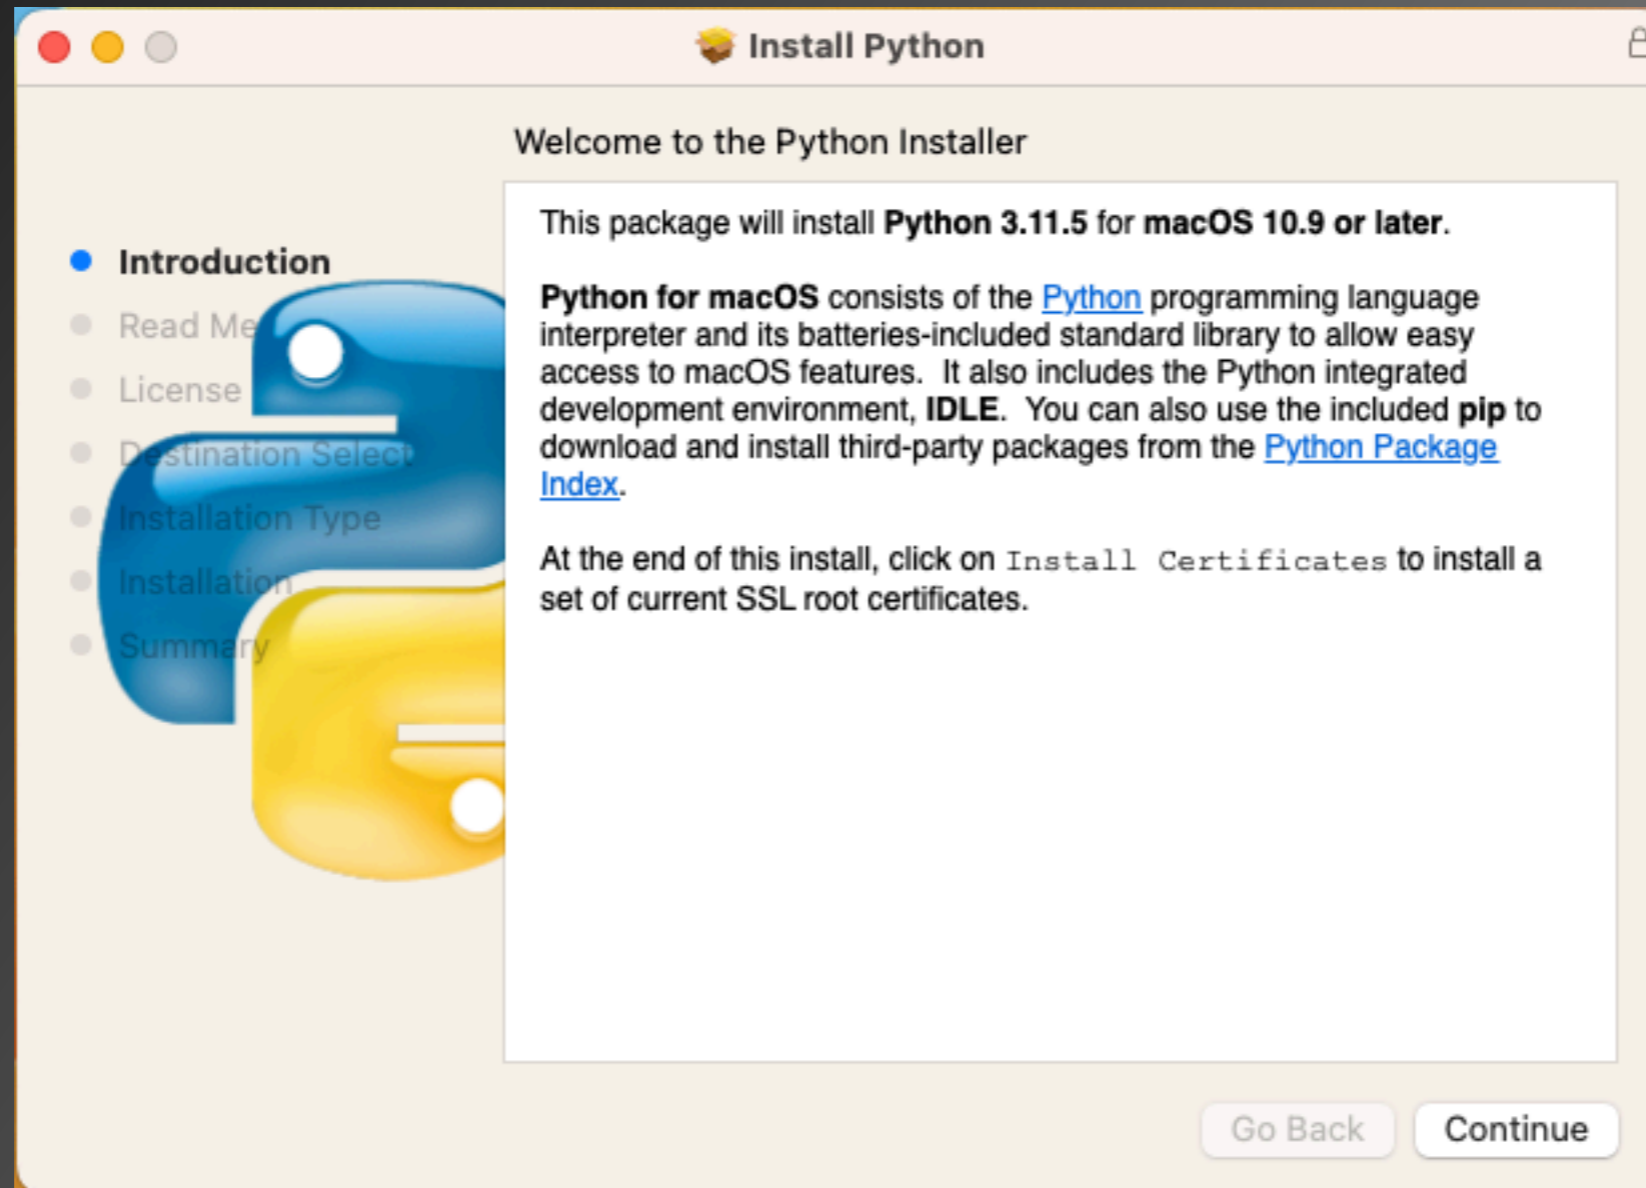 Install Python
Welcome to the Python Installer
Introduction
Read Me
License
Destination Select
Installation Type
Installation
Summary
This package will install Python 3.11.5 for macOS 10.9 or later.
Python for macOS consists of the Python programming language
interpreter and its batteries-included standard library to allow easy
access to macOS features.  It also includes the Python integrated
development environment, IDLE.  You can also use the included pip to
download and install third-party packages from the Python Package
Index.
At the end of this install, click on Install Certificates to install a
set of current SSL root certificates.
Go Back
Continue